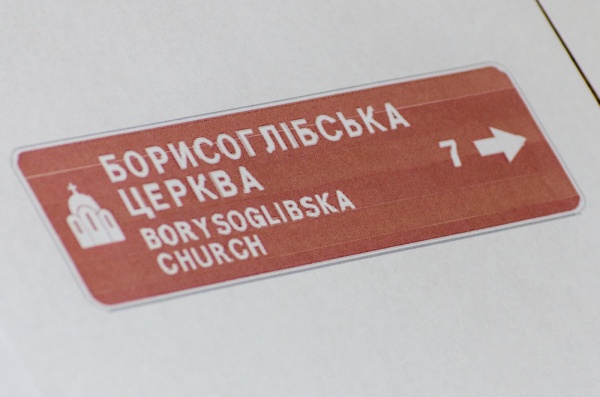 БОРИСОГЛІБСЬКА
ЦЕРКВА
BORYSOGLIBSKA
CHURCH
7